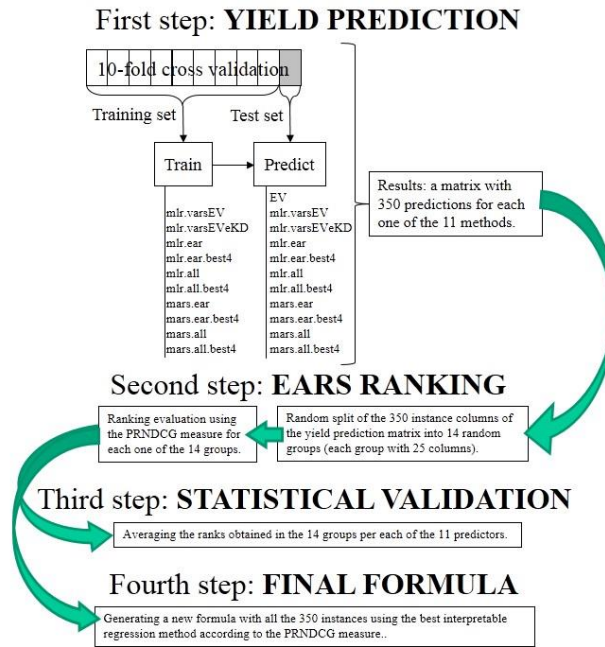 First step: YIELD PREDICTION
10-fold cross validation
Training set
Test set
Train
Predict
mlr.varsEV
mlr.varsEVeKD
mlr.ear
mlr.ear.best4
mlr.all
mlr.all.best4
mars.ear
mars.ear.best4
mars.all
mars.all.best4
EV
mlr.varsEV
mlr.varsEVeKD
mlr.ear
mlr.ear.best4
mlr.all
mlr.all.best4
mars.ear
mars.ear.best4
mars.all
mars.all.best4
Results: a matrix with
350 predictions for each
one of the 11 methods.
Second step: EARS RANKING
Random split of the 350 instance columns of
the yield prediction matrix into 14 random
groups (each group with 25 columns).
Ranking evaluation using
the PRNDCG measure for
each one of the 14 groups.
Third step: STATISTICAL VALIDATION
Averaging the ranks obtained in the 14 groups per each of the 11 predictors.
Fourth step: FINAL FORMULA
Generating a new formula with all the 350 instances using the best interpretable
regression method according to the PRNDCG measure..